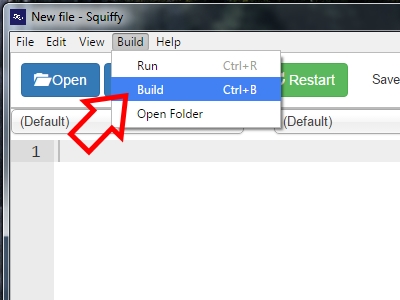 New file - Squiffy
File Edit View Build Help
Run Ctrl+R
Build Ctrl+B
Open Folder
Open
Restart
Save
(Default)
(Default)
1